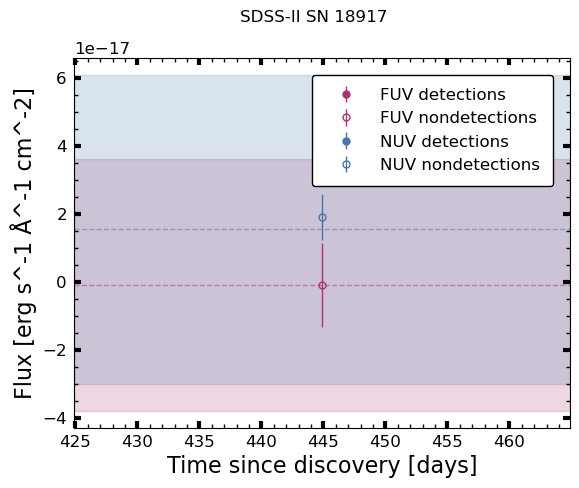 SDSS-II SN 18917
1e−17
FUV detections
FUV nondetections
NUV detections
NUV nondetections
6
4
2
0
−2
−4
Flux [erg s^-1 Å^-1 cm^-2]
425 430 435 440 445 450 455 460
Time since discovery [days]